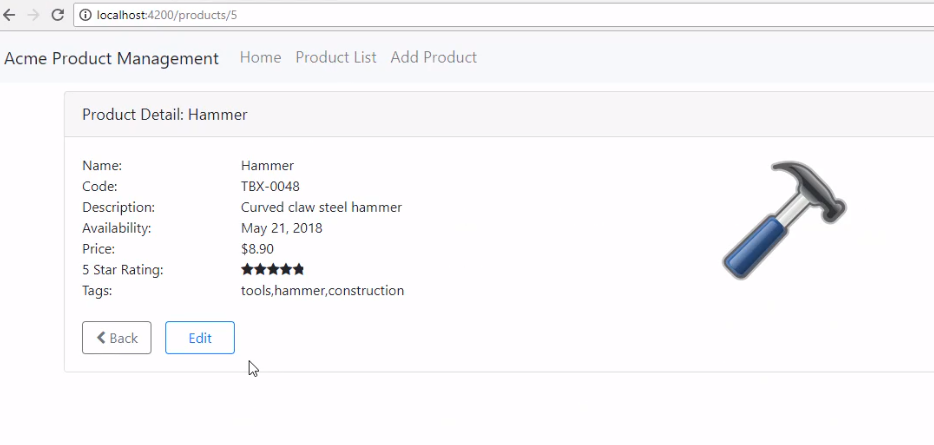 localhost:4200/products/5
Acme Product Management Home Product List Add Product
Product Detail: Hammer
Name: Hammer
Code: TBX-0048
Description: Curved claw steel hammer
Availability: May 21, 2018
Price: $8.90
5 Star Rating:
Tags: tools,hammer,construction
Back Edit